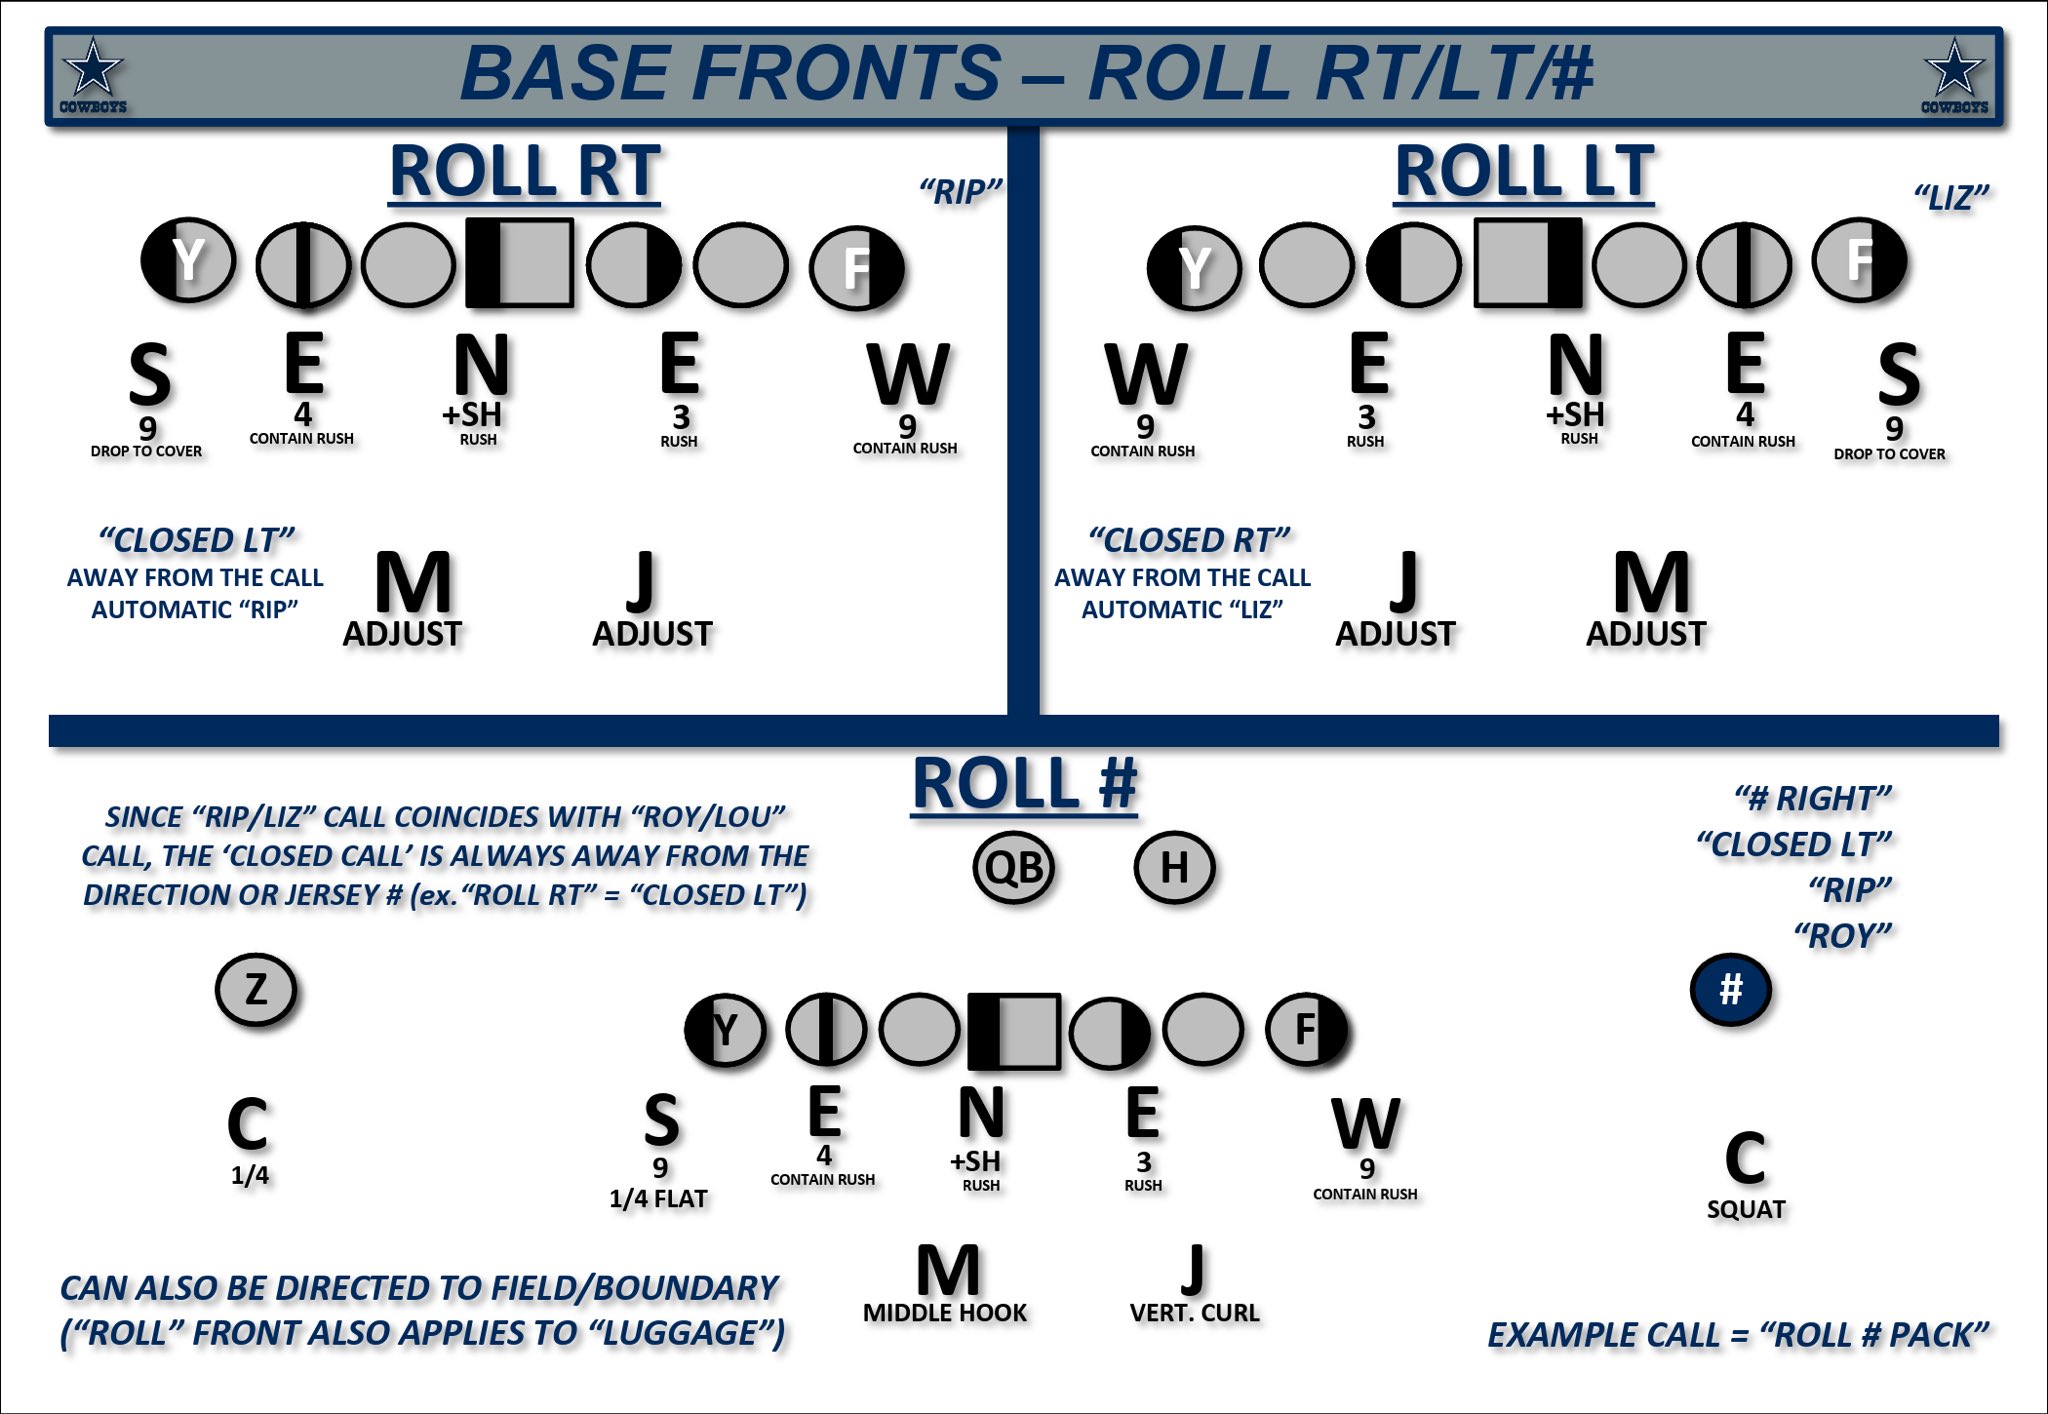 BASE FRONTS – ROLL RT/LT/#
COWBOYS
COWBOYS
ROLL RT
“RIP”
Y
F
S
E
N
E
W
9
4
+SH
3
9
DROP TO COVER
CONTAIN RUSH
RUSH
RUSH
CONTAIN RUSH
“CLOSED LT”
AWAY FROM THE CALL
AUTOMATIC “RIP”
M
J
ADJUST
ADJUST
ROLL LT
“LIZ”
Y
F
W
E
N
E
S
9
3
+SH
4
9
CONTAIN RUSH
RUSH
RUSH
CONTAIN RUSH
DROP TO COVER
“CLOSED RT”
AWAY FROM THE CALL
AUTOMATIC “LIZ”
J
M
ADJUST
ADJUST
ROLL #
SINCE “RIP/LIZ” CALL COINCIDES WITH “ROY/LOU”
CALL, THE ‘CLOSED CALL’ IS ALWAYS AWAY FROM THE
DIRECTION OR JERSEY # (ex.“ROLL RT” = “CLOSED LT”)
“# RIGHT”
“CLOSED LT”
“RIP”
“ROY”
QB
H
Z
#
Y
F
C
S
E
N
E
W
C
1/4
9
4
+SH
3
9
SQUAT
1/4 FLAT
CONTAIN RUSH
RUSH
RUSH
CONTAIN RUSH
M
J
MIDDLE HOOK
VERT. CURL
CAN ALSO BE DIRECTED TO FIELD/BOUNDARY
(“ROLL” FRONT ALSO APPLIES TO “LUGGAGE”)
EXAMPLE CALL = “ROLL # PACK”